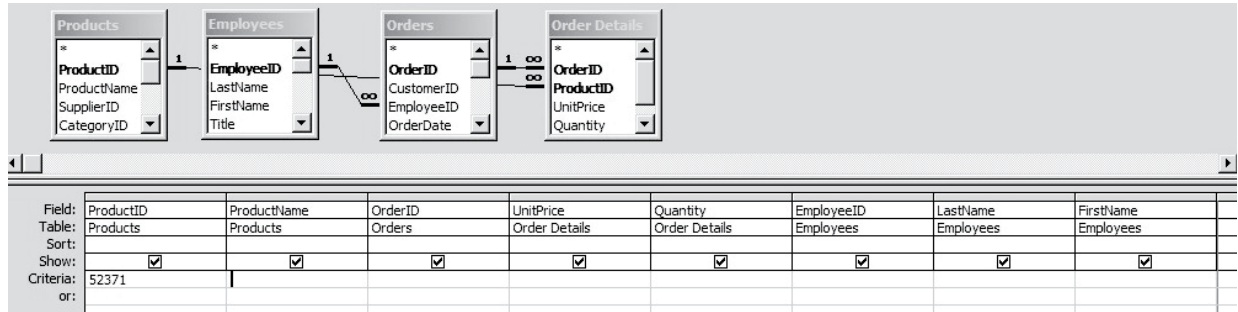 Products
*
ProductID
ProductName
SupplierID
CategoryID
1
Employees
*
EmployeeID
LastName
FirstName
Title
1
∞
Orders
*
OrderID
CustomerID
EmployeeID
OrderDate
1 ∞
∞
Order Details
*
OrderID
ProductID
UnitPrice
Quantity
Field: ProductID ProductName OrderID UnitPrice Quantity EmployeeID LastName FirstName
Table: Products Products Orders Order Details Order Details Employees Employees Employees
Sort:
Show:
Criteria: 52371
or: